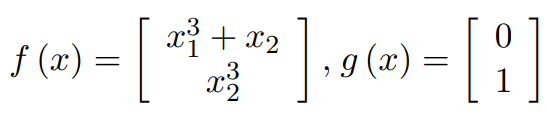 f (x) = [ x₁³ + x₂ ; x₂³ ], g (x) = [ 0 ; 1 ]